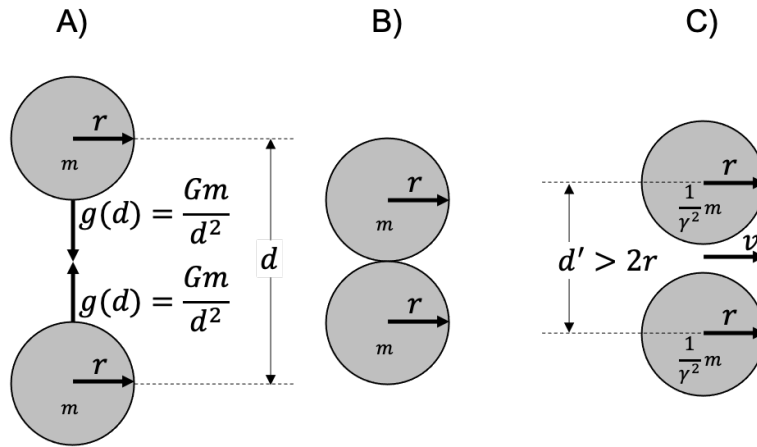 A)
r
m
g(d) = Gm/d²
g(d) = Gm/d²
d
r
m
B)
r
m
r
m
C)
r
1/γ² m
v
d′ > 2r
r
1/γ² m